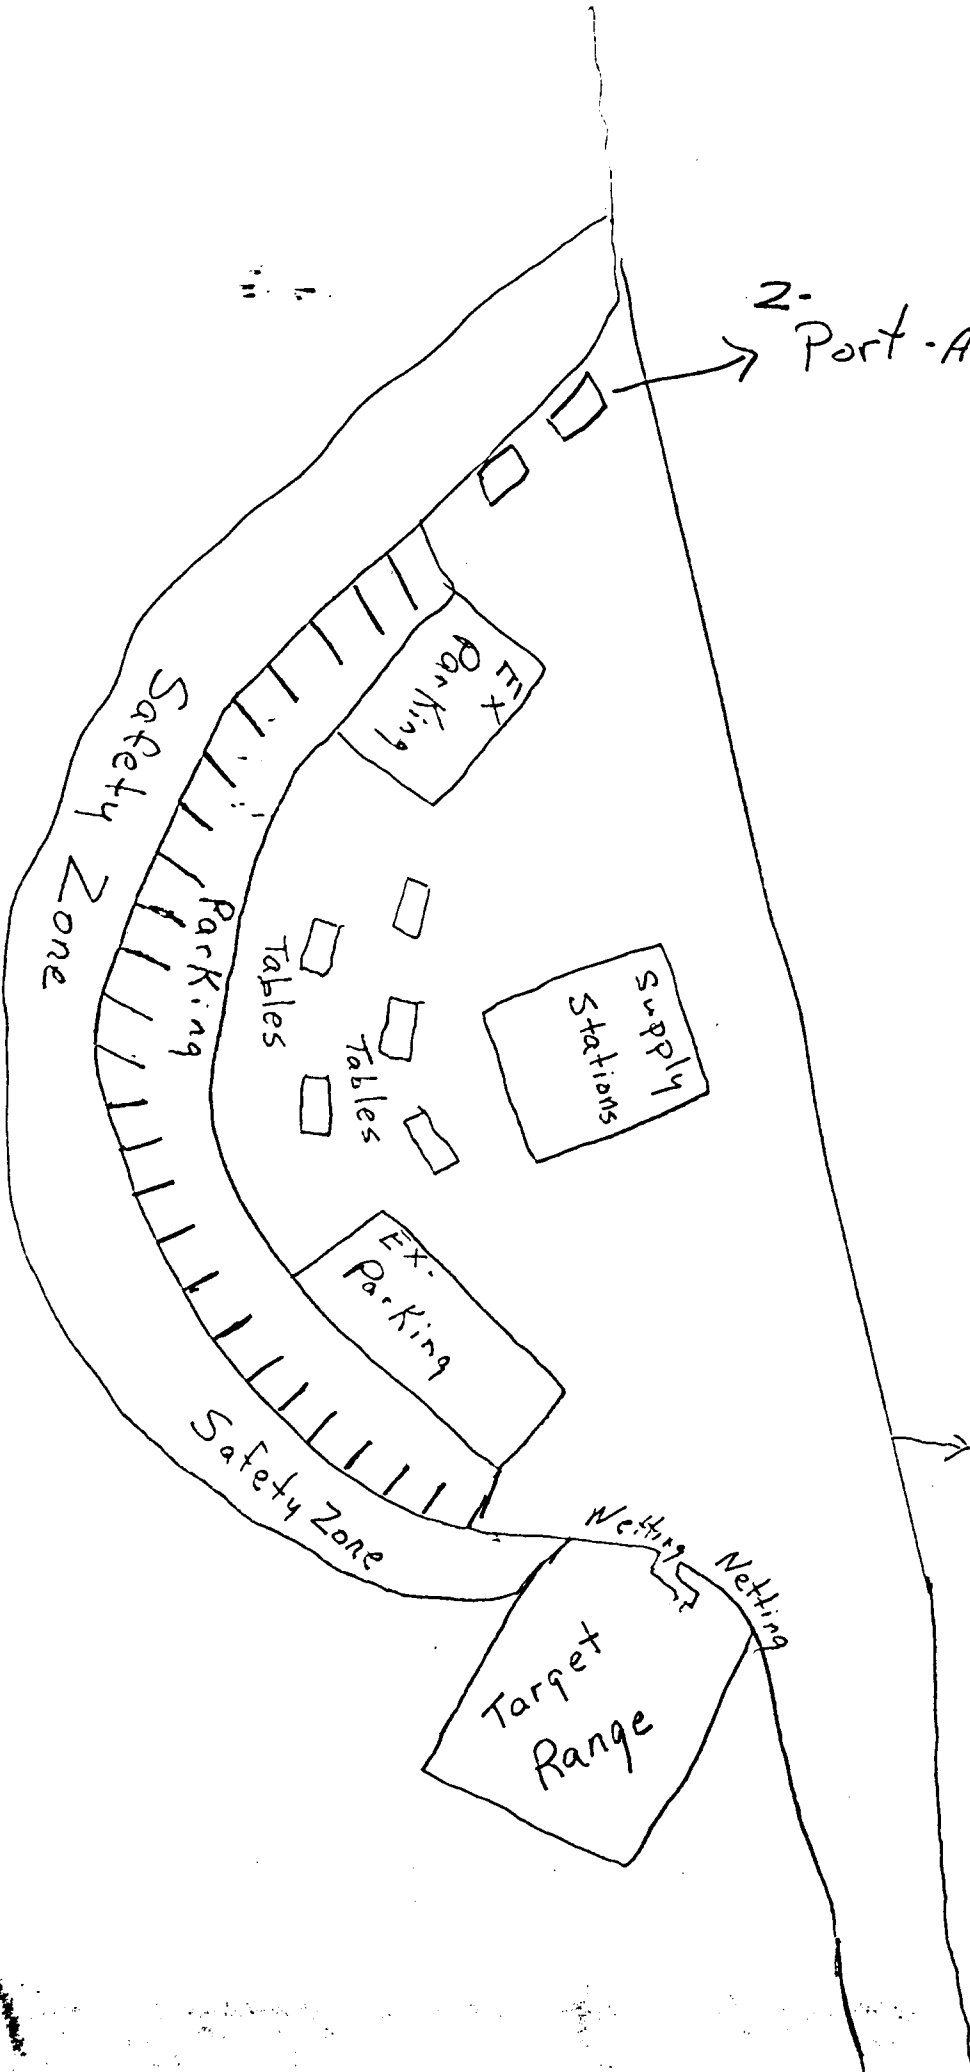 2-
Port-A
Ex
Parking
Safety Zone
Parking
Tables
Tables
Supply
Stations
EX.
Parking
Safety Zone
Netting
Netting
Target
Range